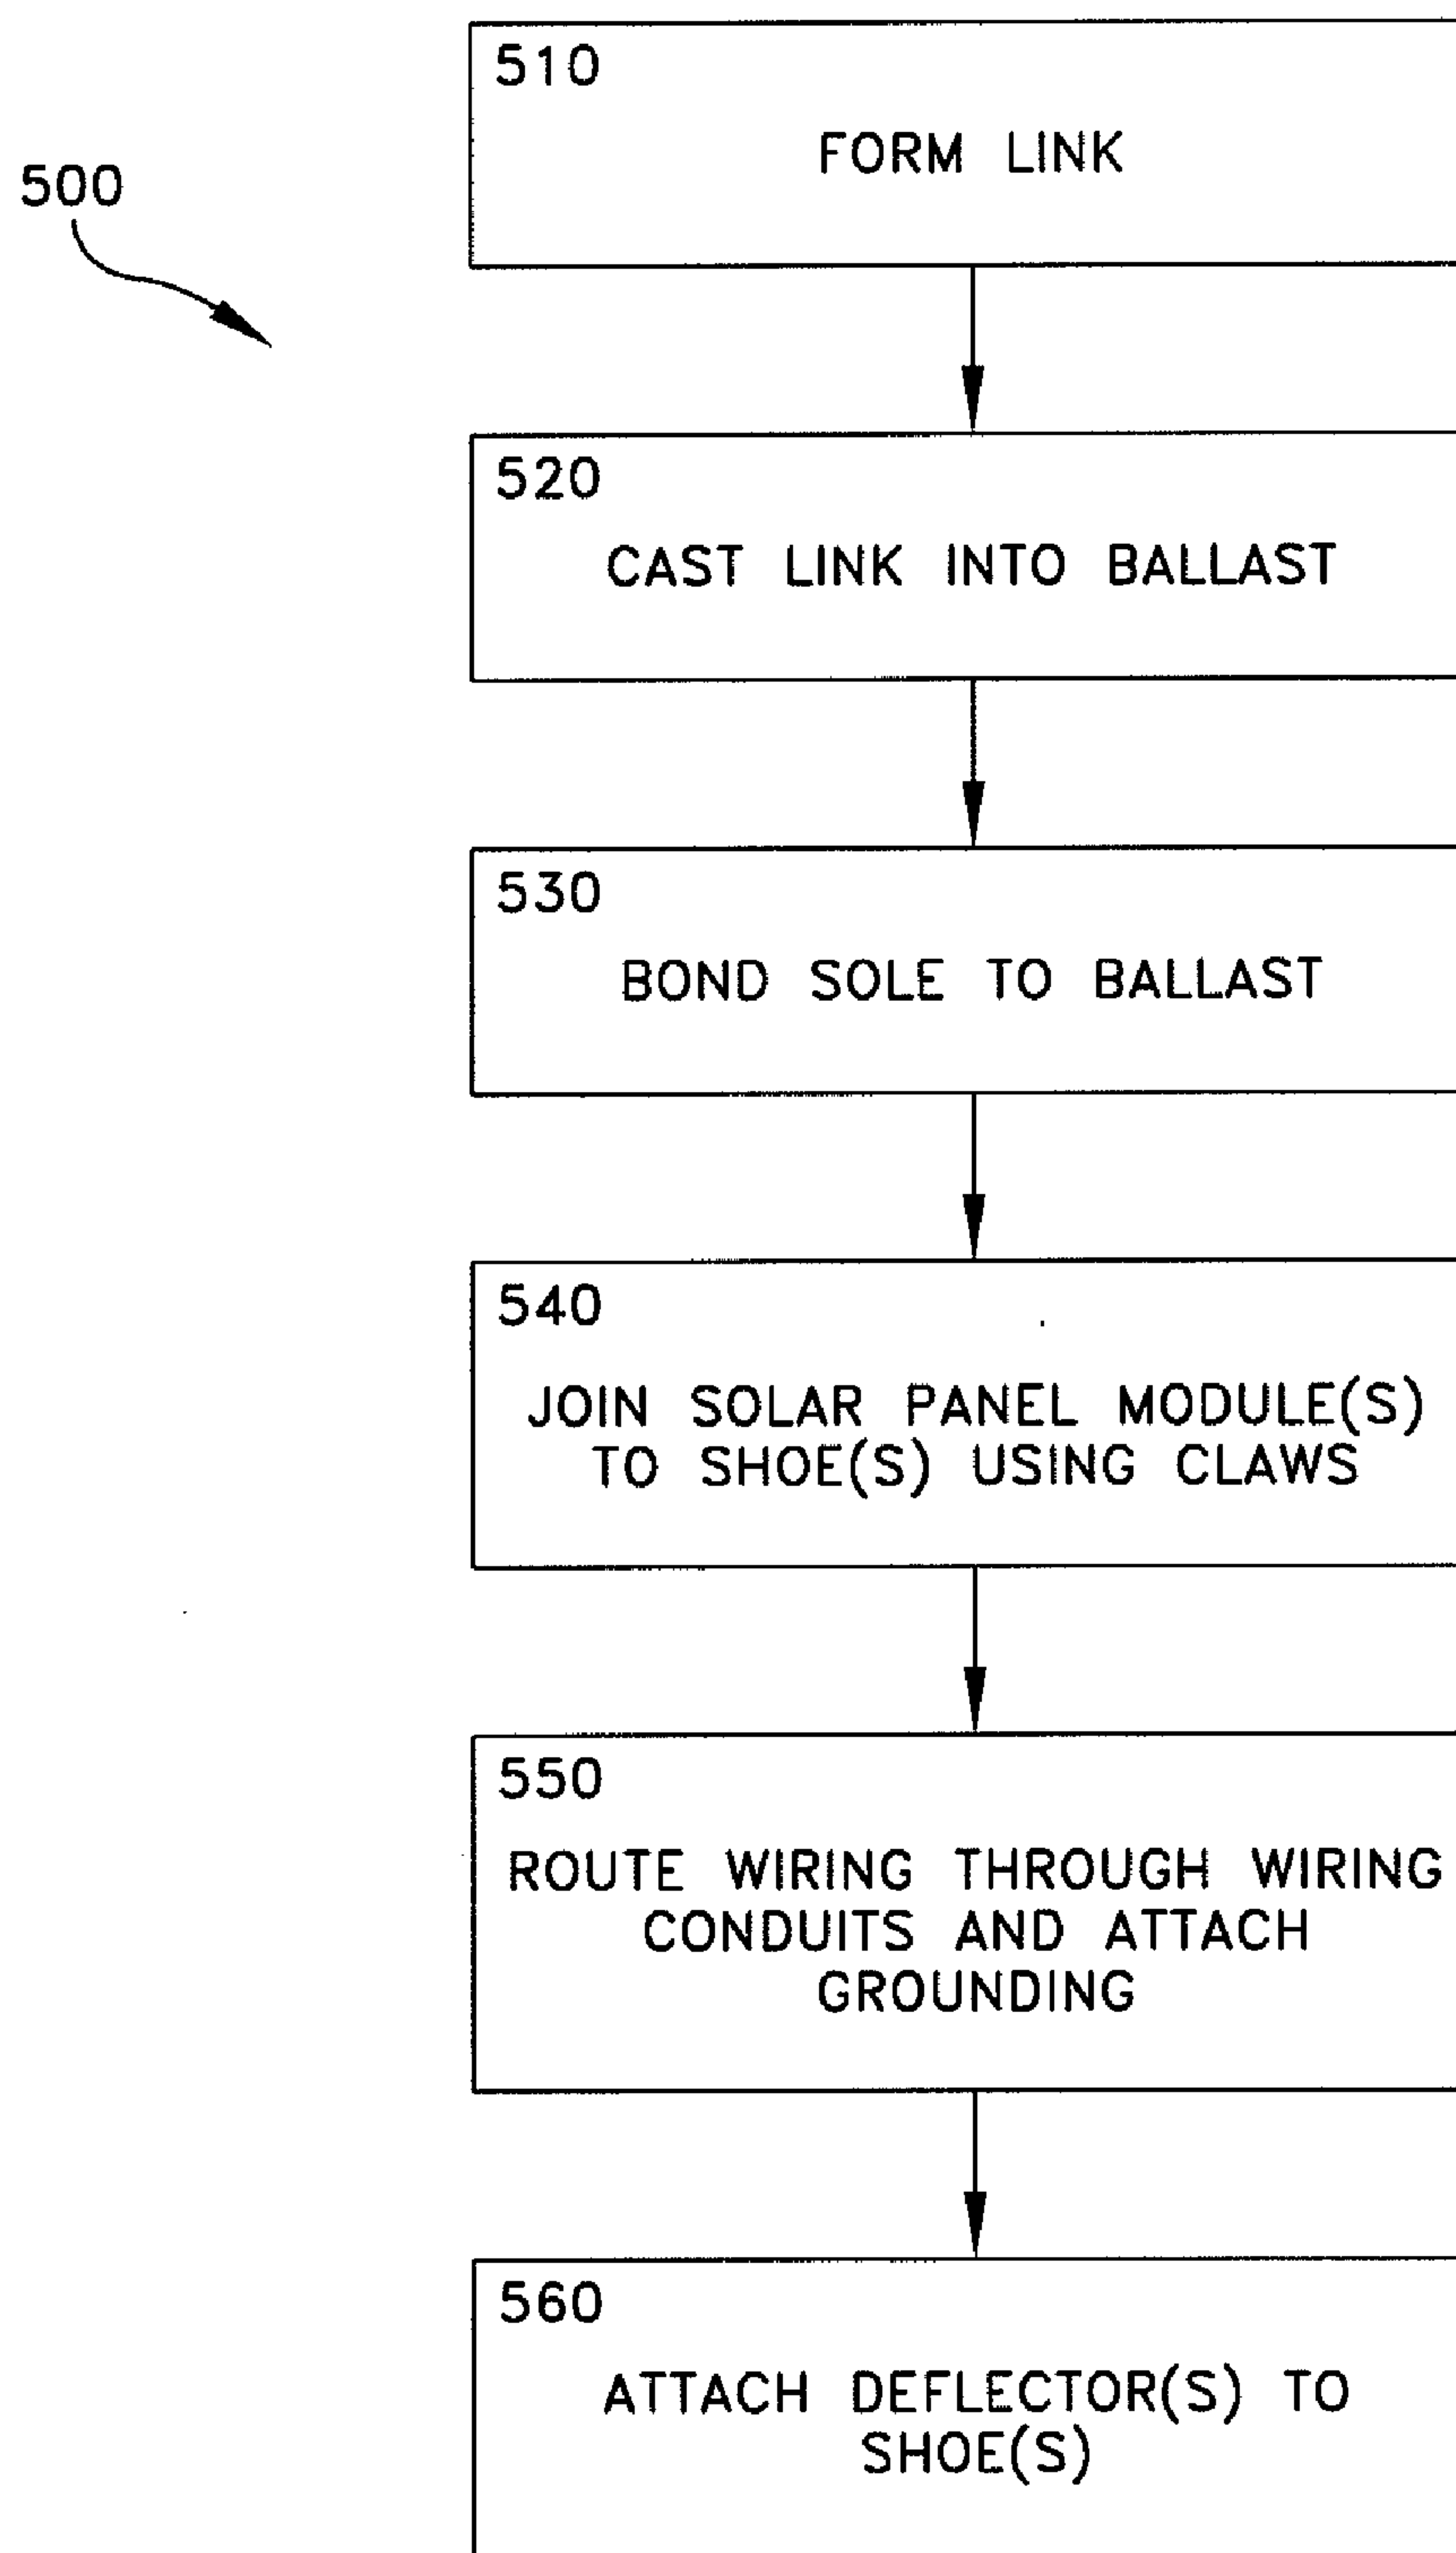 510
FORM LINK
500
520
CAST LINK INTO BALLAST
530
BOND SOLE TO BALLAST
540
JOIN SOLAR PANEL MODULE(S)
TO SHOE(S) USING CLAWS
550
ROUTE WIRING THROUGH WIRING
CONDUITS AND ATTACH
GROUNDING
560
ATTACH DEFLECTOR(S) TO
SHOE(S)